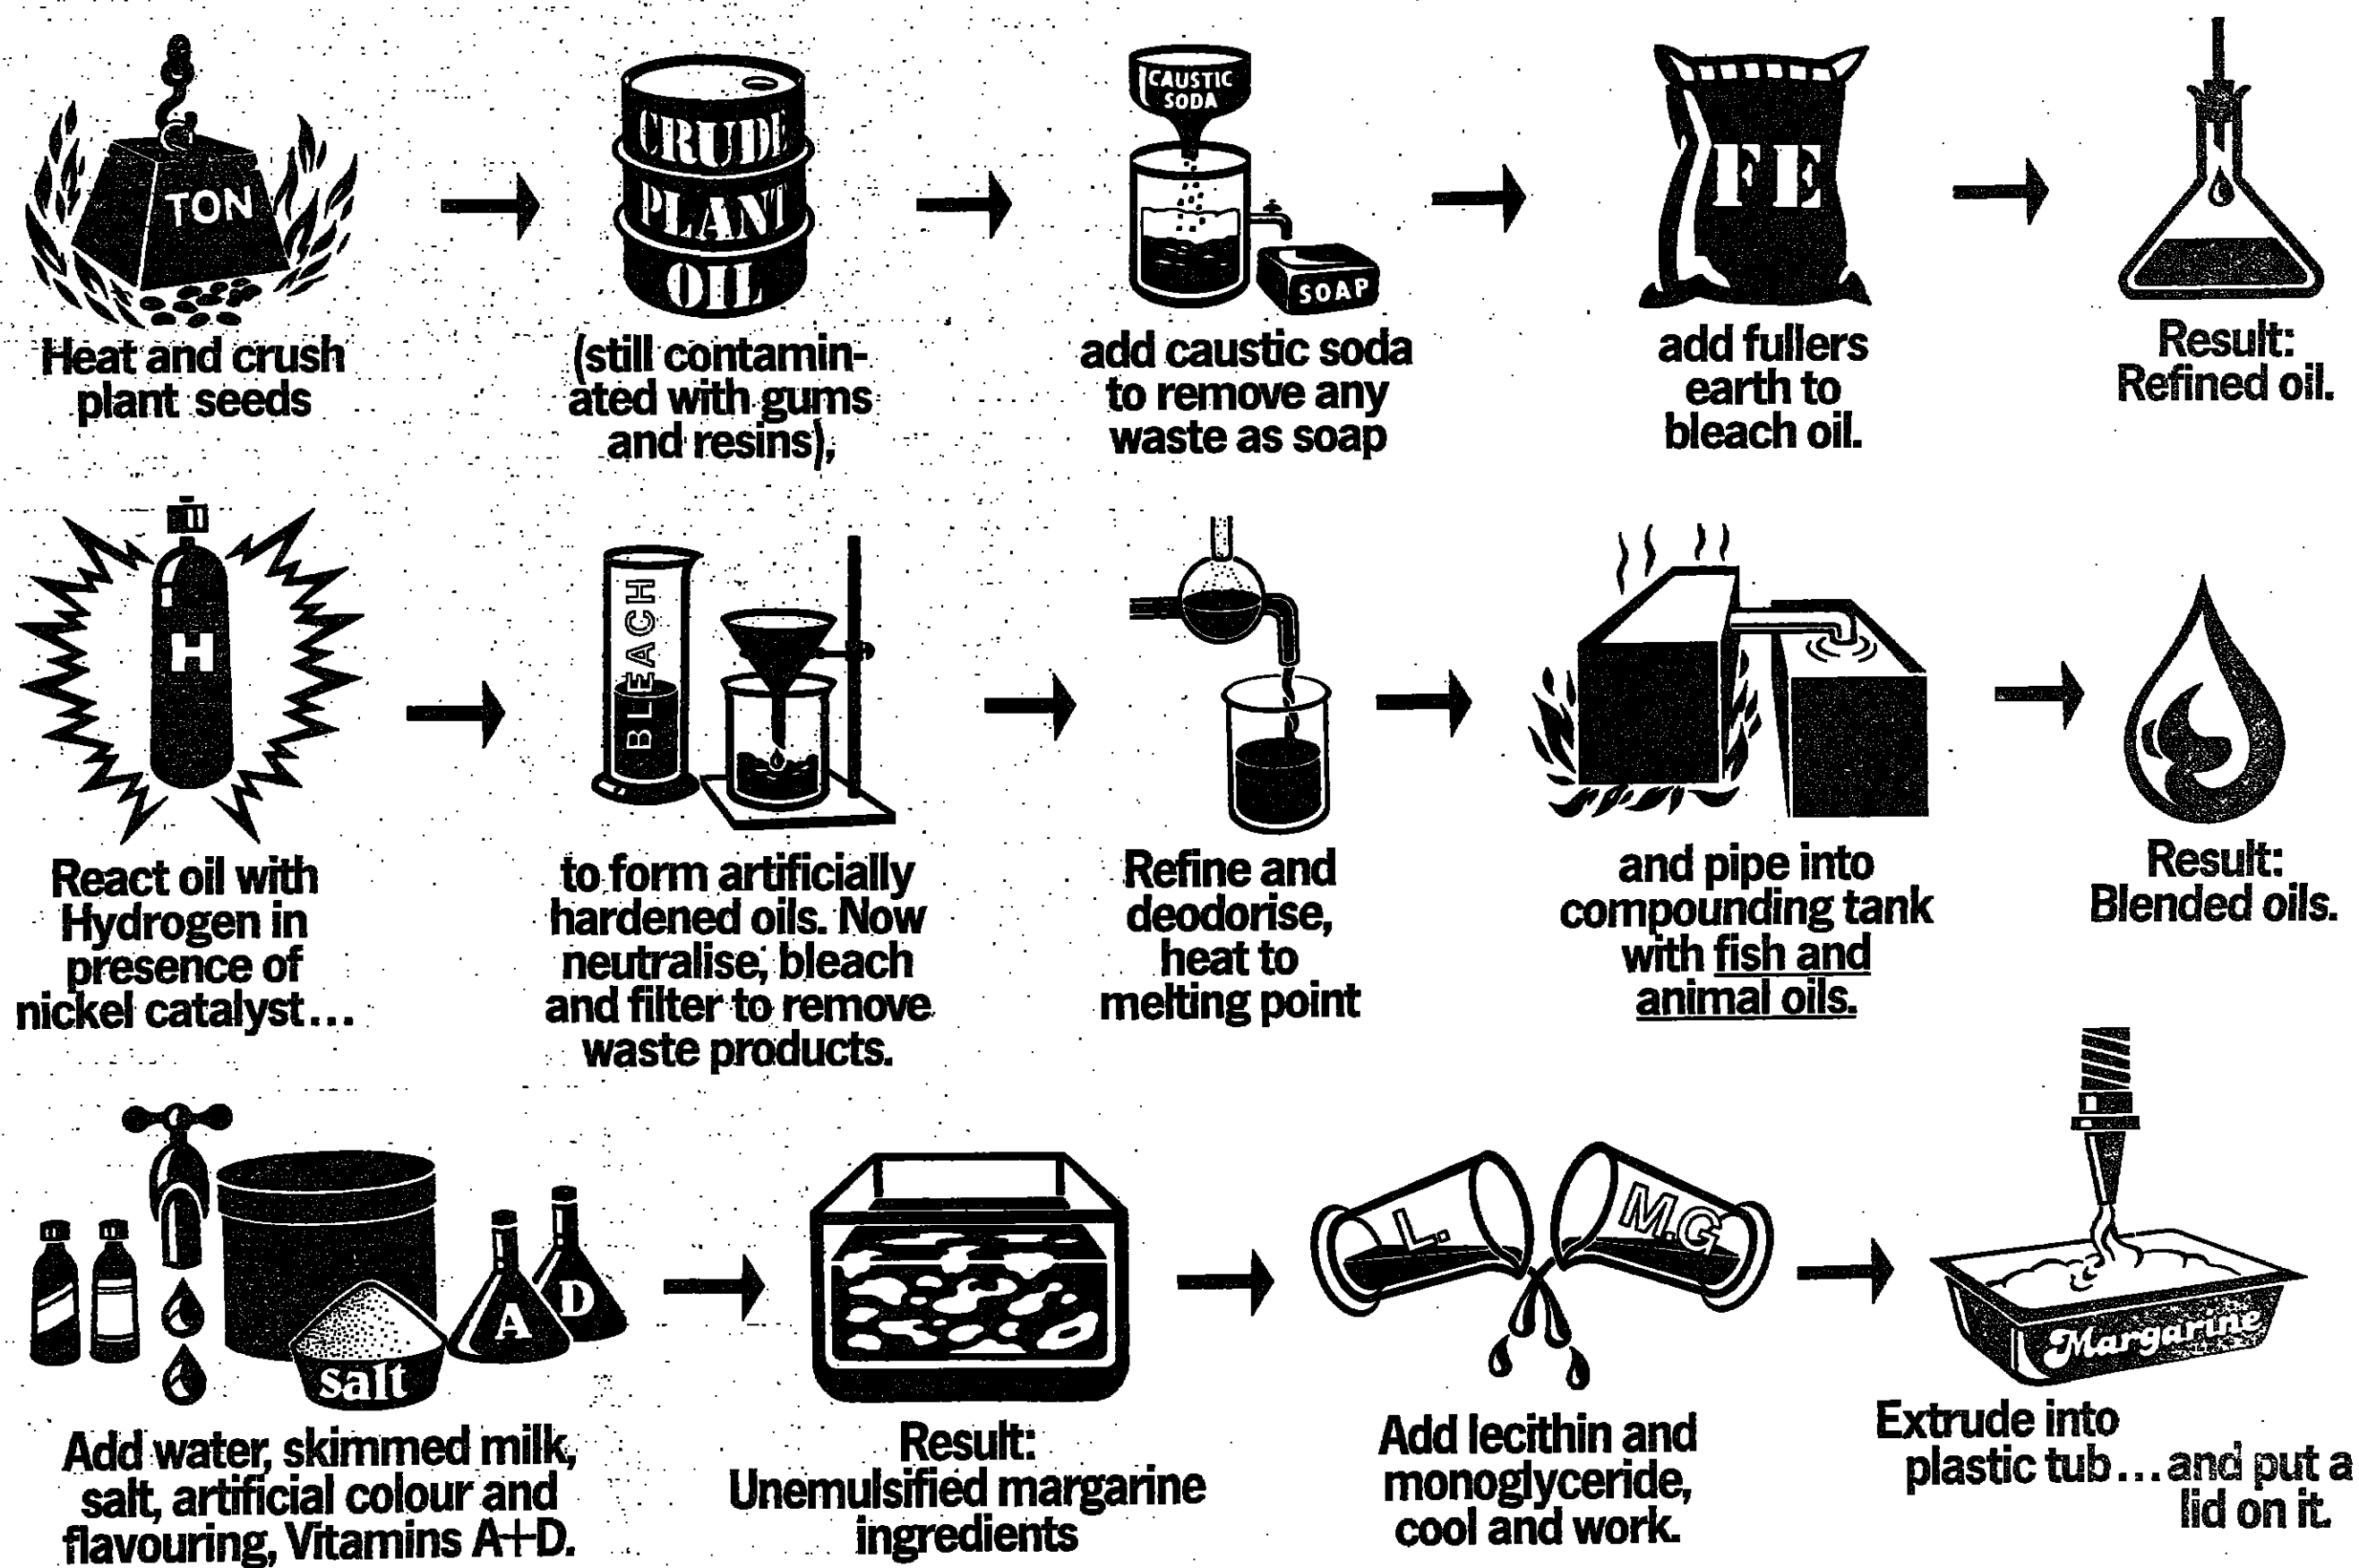 TON
Heat and crush
plant seeds
CRUDE
PLANT
OIL
(still contamin-
ated with gums
and resins),
CAUSTIC
SODA
SOAP
add caustic soda
to remove any
waste as soap
FE
add fullers
earth to
bleach oil.
Result:
Refined oil.
H
React oil with
Hydrogen in
presence of
nickel catalyst...
BLEACH
to form artificially
hardened oils. Now
neutralise, bleach
and filter to remove
waste products.
Refine and
deodorise,
heat to
melting point
and pipe into
compounding tank
with fish and
animal oils.
Result:
Blended oils.
salt
A
D
Add water, skimmed milk,
salt, artificial colour and
flavouring, Vitamins A+D.
Result:
Unemulsified margarine
ingredients
L.
M.G
Add lecithin and
monoglyceride,
cool and work.
Margarine
Extrude into
plastic tub...and put a
lid on it.